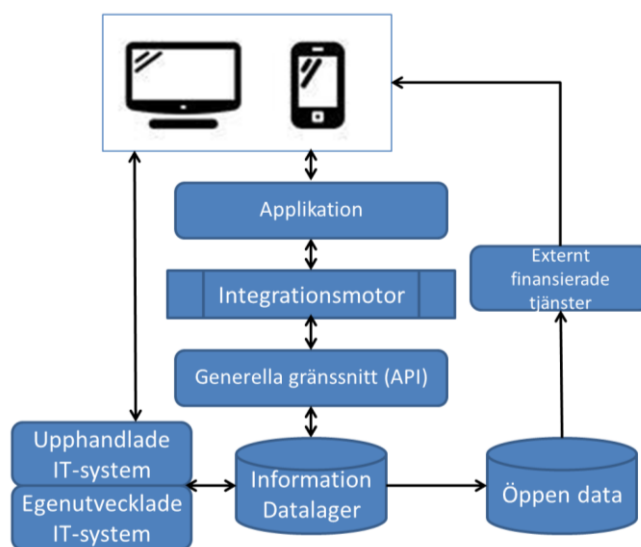 Applikation
Integrationsmotor
Externt
finansierade
tjänster
Generella gränssnitt (API)
Upphandlade
IT-system
Egenutvecklade
IT-system
Information
Datalager
Öppen data